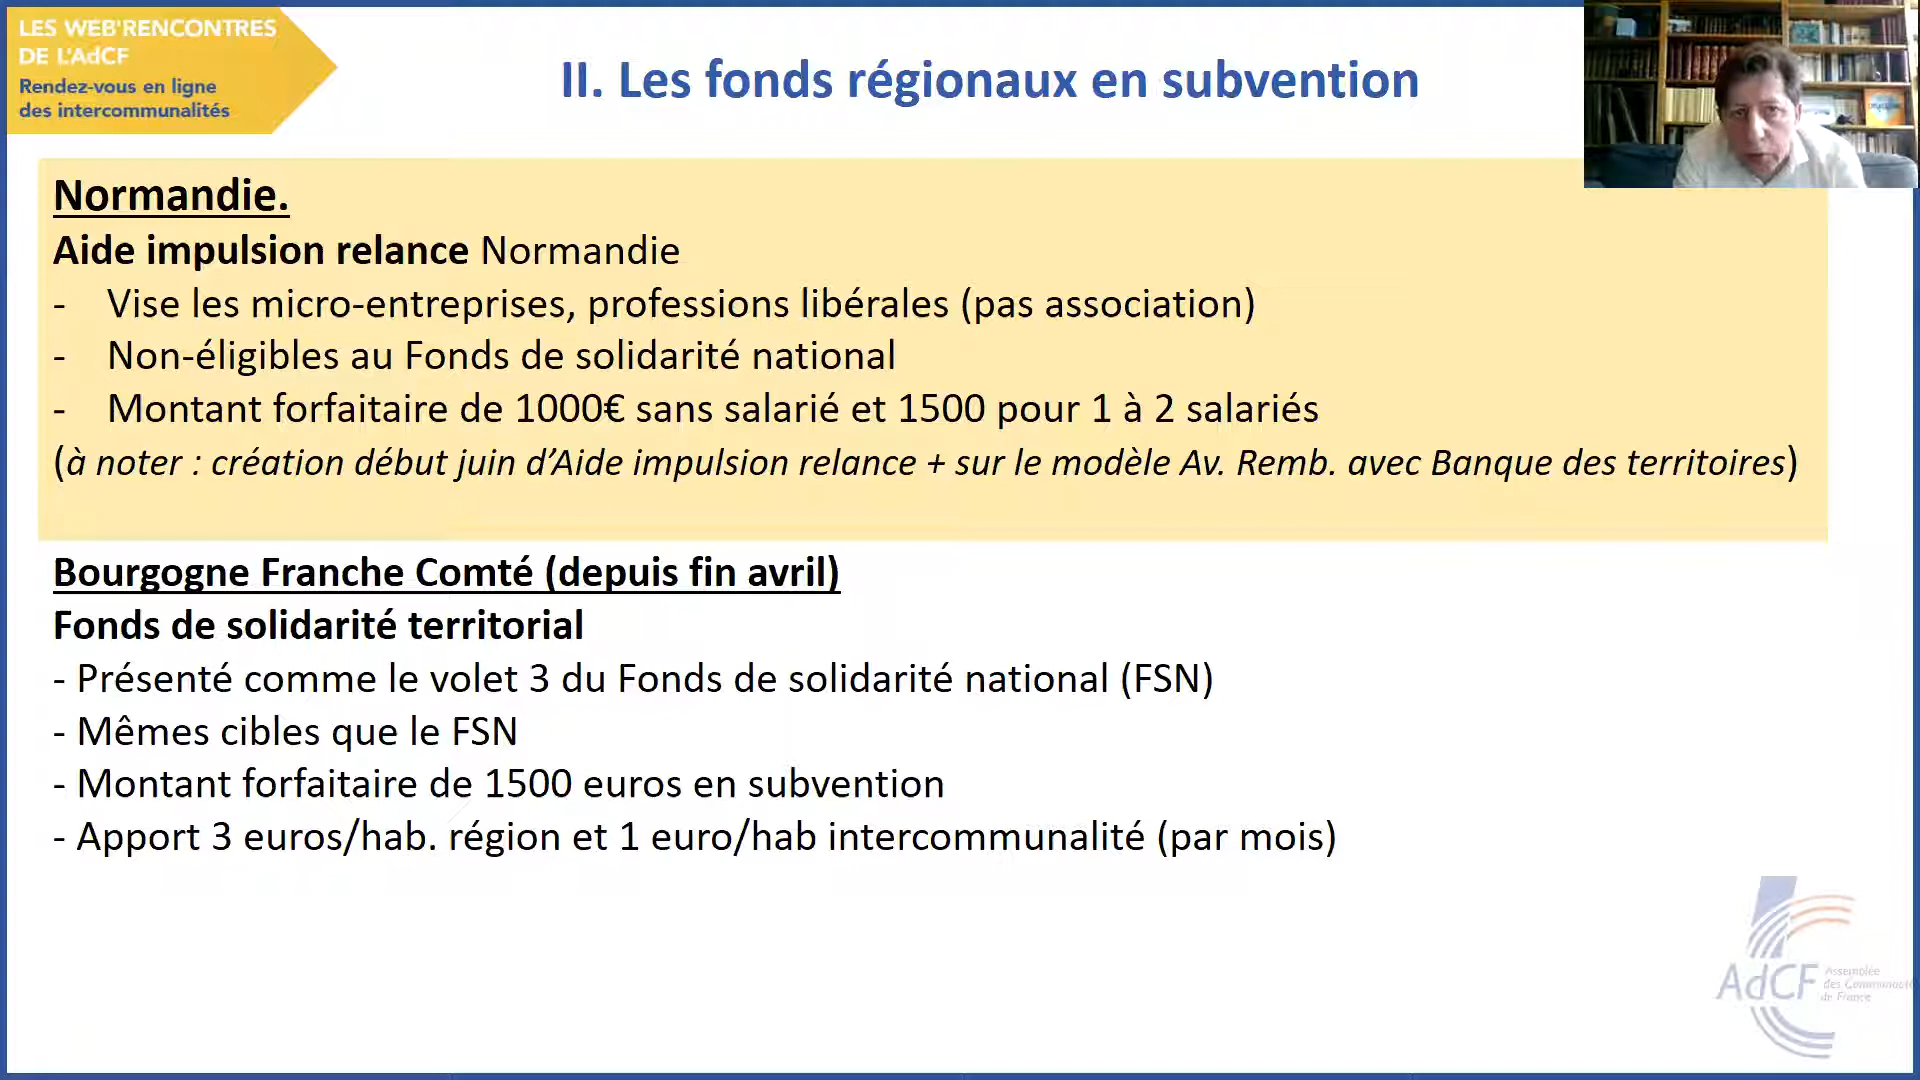 LES WEB'RENCONTRES
DE L'AdCF
Rendez-vous en ligne
des intercommunalités
II. Les fonds régionaux en subvention
Normandie.
Aide impulsion relance Normandie
- Vise les micro-entreprises, professions libérales (pas association)
- Non-éligibles au Fonds de solidarité national
- Montant forfaitaire de 1000€ sans salarié et 1500 pour 1 à 2 salariés
(à noter : création début juin d’Aide impulsion relance + sur le modèle Av. Remb. avec Banque des territoires)
Bourgogne Franche Comté (depuis fin avril)
Fonds de solidarité territorial
- Présenté comme le volet 3 du Fonds de solidarité national (FSN)
- Mêmes cibles que le FSN
- Montant forfaitaire de 1500 euros en subvention
- Apport 3 euros/hab. région et 1 euro/hab intercommunalité (par mois)
AdCF
Assemblée
des Communautés
de France